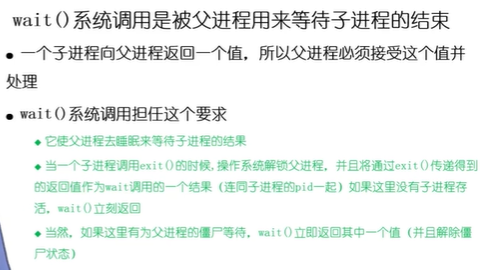 wait()系统调用是被父进程用来等待子进程的结束
● 一个子进程向父进程返回一个值，所以父进程必须接受这个值并
处理
● wait()系统调用担任这个要求
◆ 它使父进程去睡眠来等待子进程的结果
◆ 当一个子进程调用exit()的时候,操作系统解锁父进程，并且将通过exit()传递得到
的返回值作为wait调用的一个结果（连同子进程的pid一起）如果这里没有子进程存
活，wait()立刻返回
◆ 当然，如果这里有为父进程的僵尸等待，wait()立即返回其中一个值（并且解除僵
尸状态）